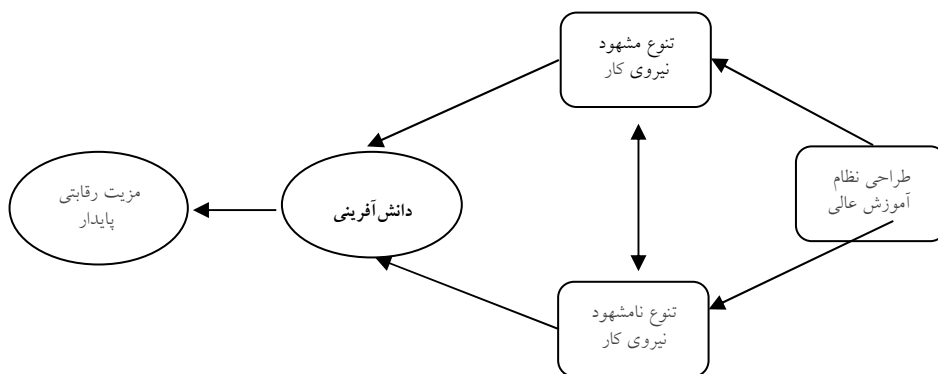 تنوع مشهود
نیروی کار
طراحی نظام
آموزش عالی
دانش‌آفرینی
مزیت رقابتی
پایدار
تنوع نامشهود
نیروی کار